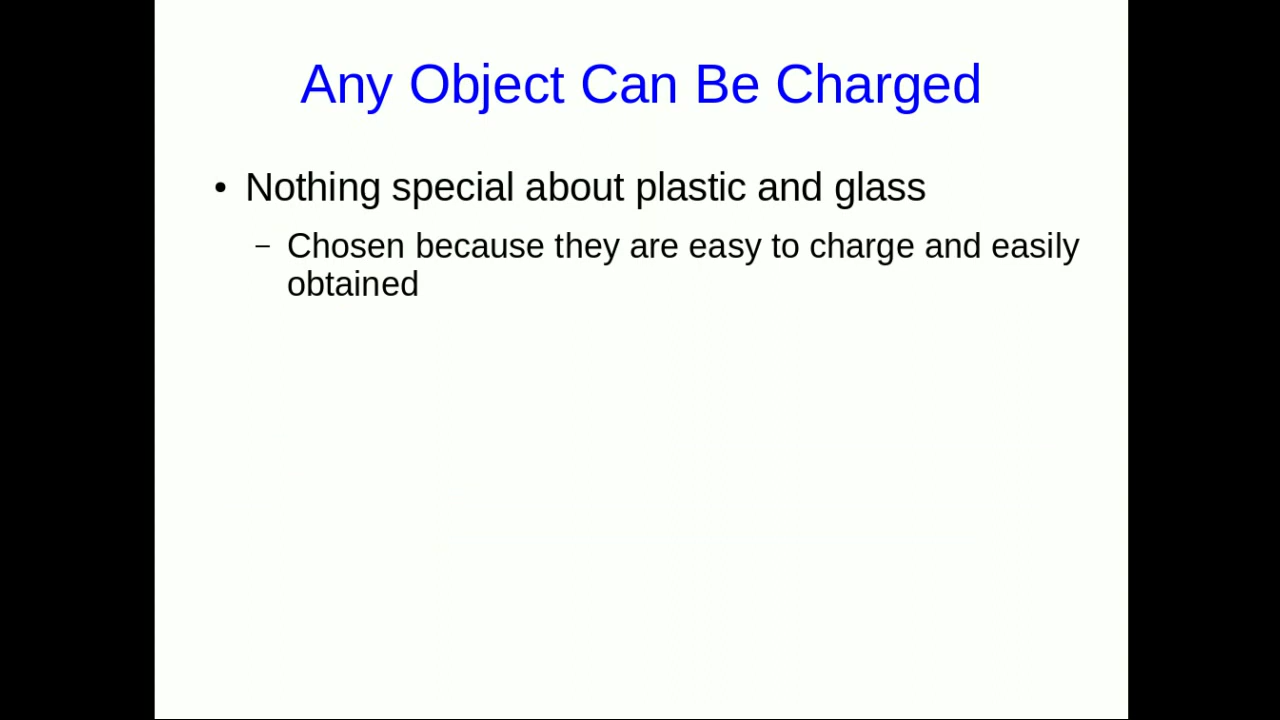 Any Object Can Be Charged
• Nothing special about plastic and glass
– Chosen because they are easy to charge and easily
obtained